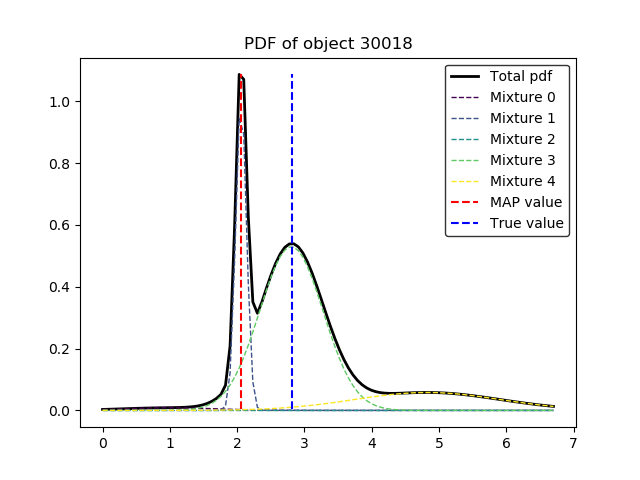 PDF of object 30018
Total pdf
Mixture 0
Mixture 1
Mixture 2
Mixture 3
Mixture 4
MAP value
True value
1.0
0.8
0.6
0.4
0.2
0.0
0 1 2 3 4 5 6 7